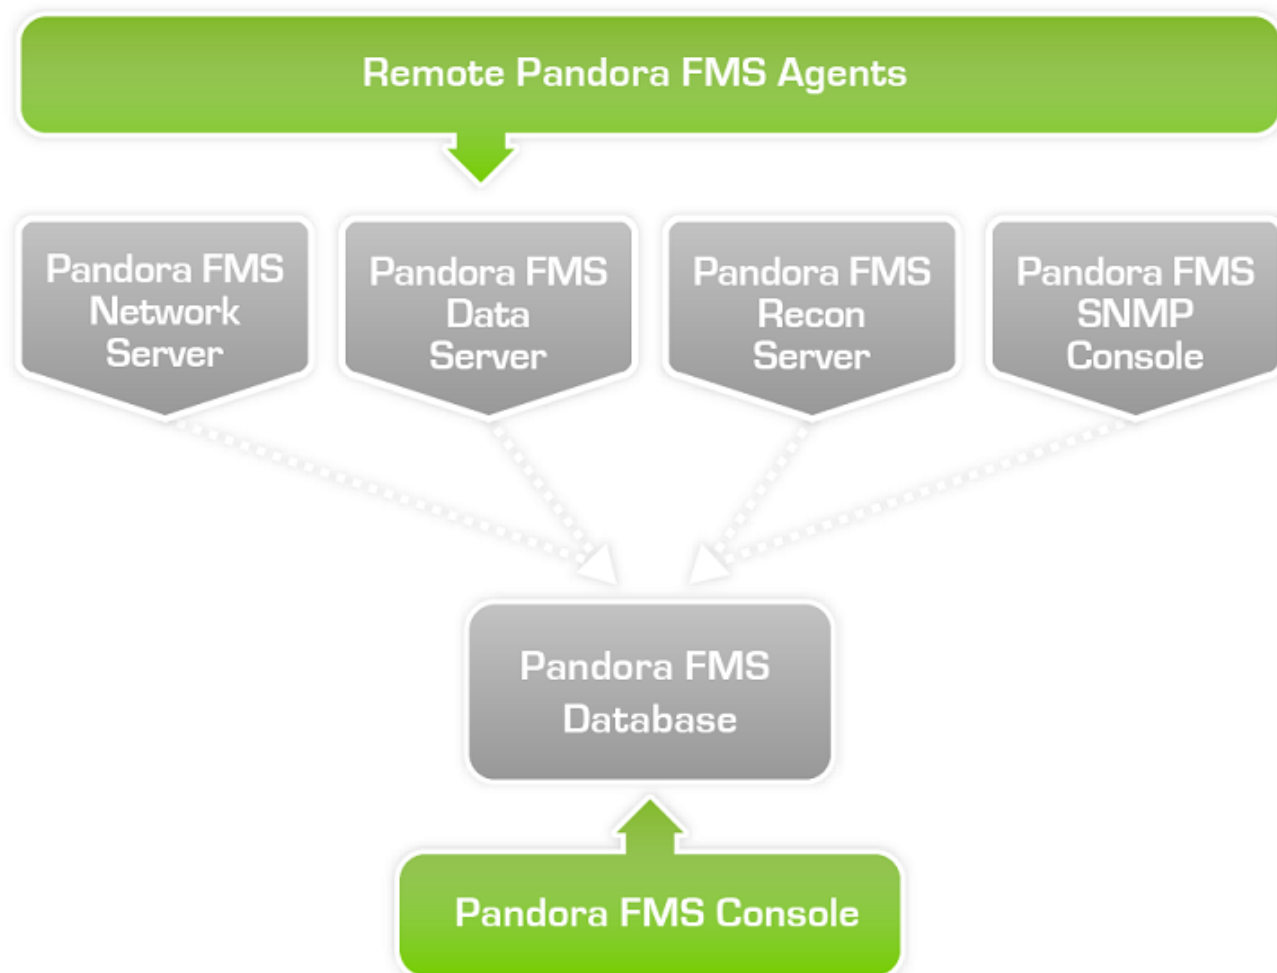 Remote Pandora FMS Agents
Pandora FMS
Network
Server
Pandora FMS
Data
Server
Pandora FMS
Recon
Server
Pandora FMS
SNMP
Console
Pandora FMS
Database
Pandora FMS Console